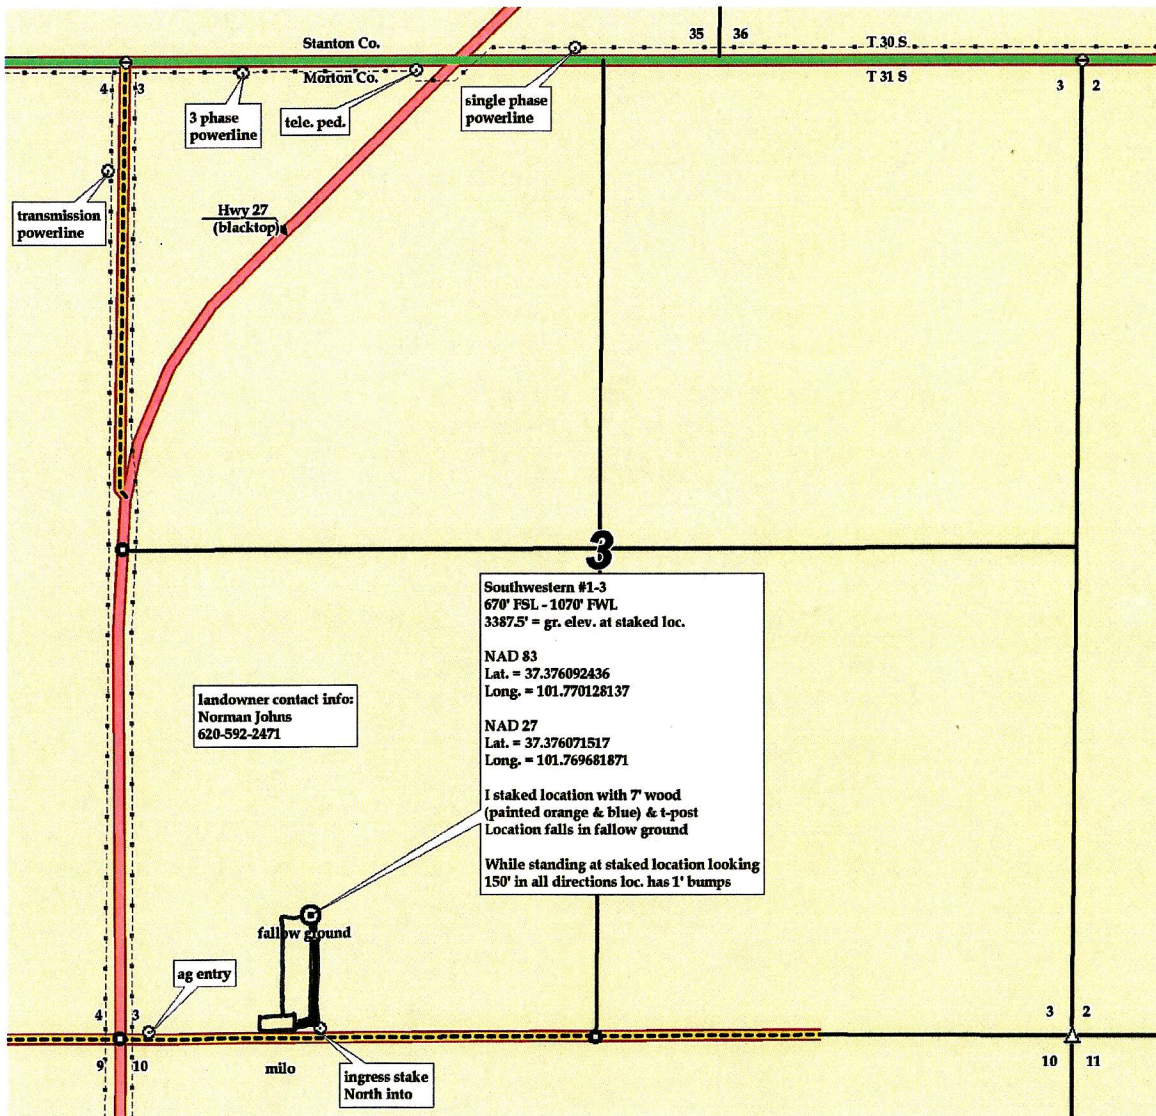 Stanton Co.
35 36
T 30 S
Morton Co.
T 31 S
4 3
3 2
3 phase
powerline
tele. ped.
single phase
powerline
transmission
powerline
Hwy 27
(blacktop)
3
Southwestern #1-3
670' FSL - 1070' FWL
3387.5' = gr. elev. at staked loc.
NAD 83
Lat. = 37.376092436
Long. = 101.770128137
NAD 27
Lat. = 37.376071517
Long. = 101.769681871
I staked location with 7' wood
(painted orange & blue) & t-post
Location falls in fallow ground
While standing at staked location looking
150' in all directions loc. has 1' bumps
landowner contact info:
Norman Johns
620-592-2471
fallow ground
ag entry
4 3
3 2
9 10
milo
10 11
ingress stake
North into